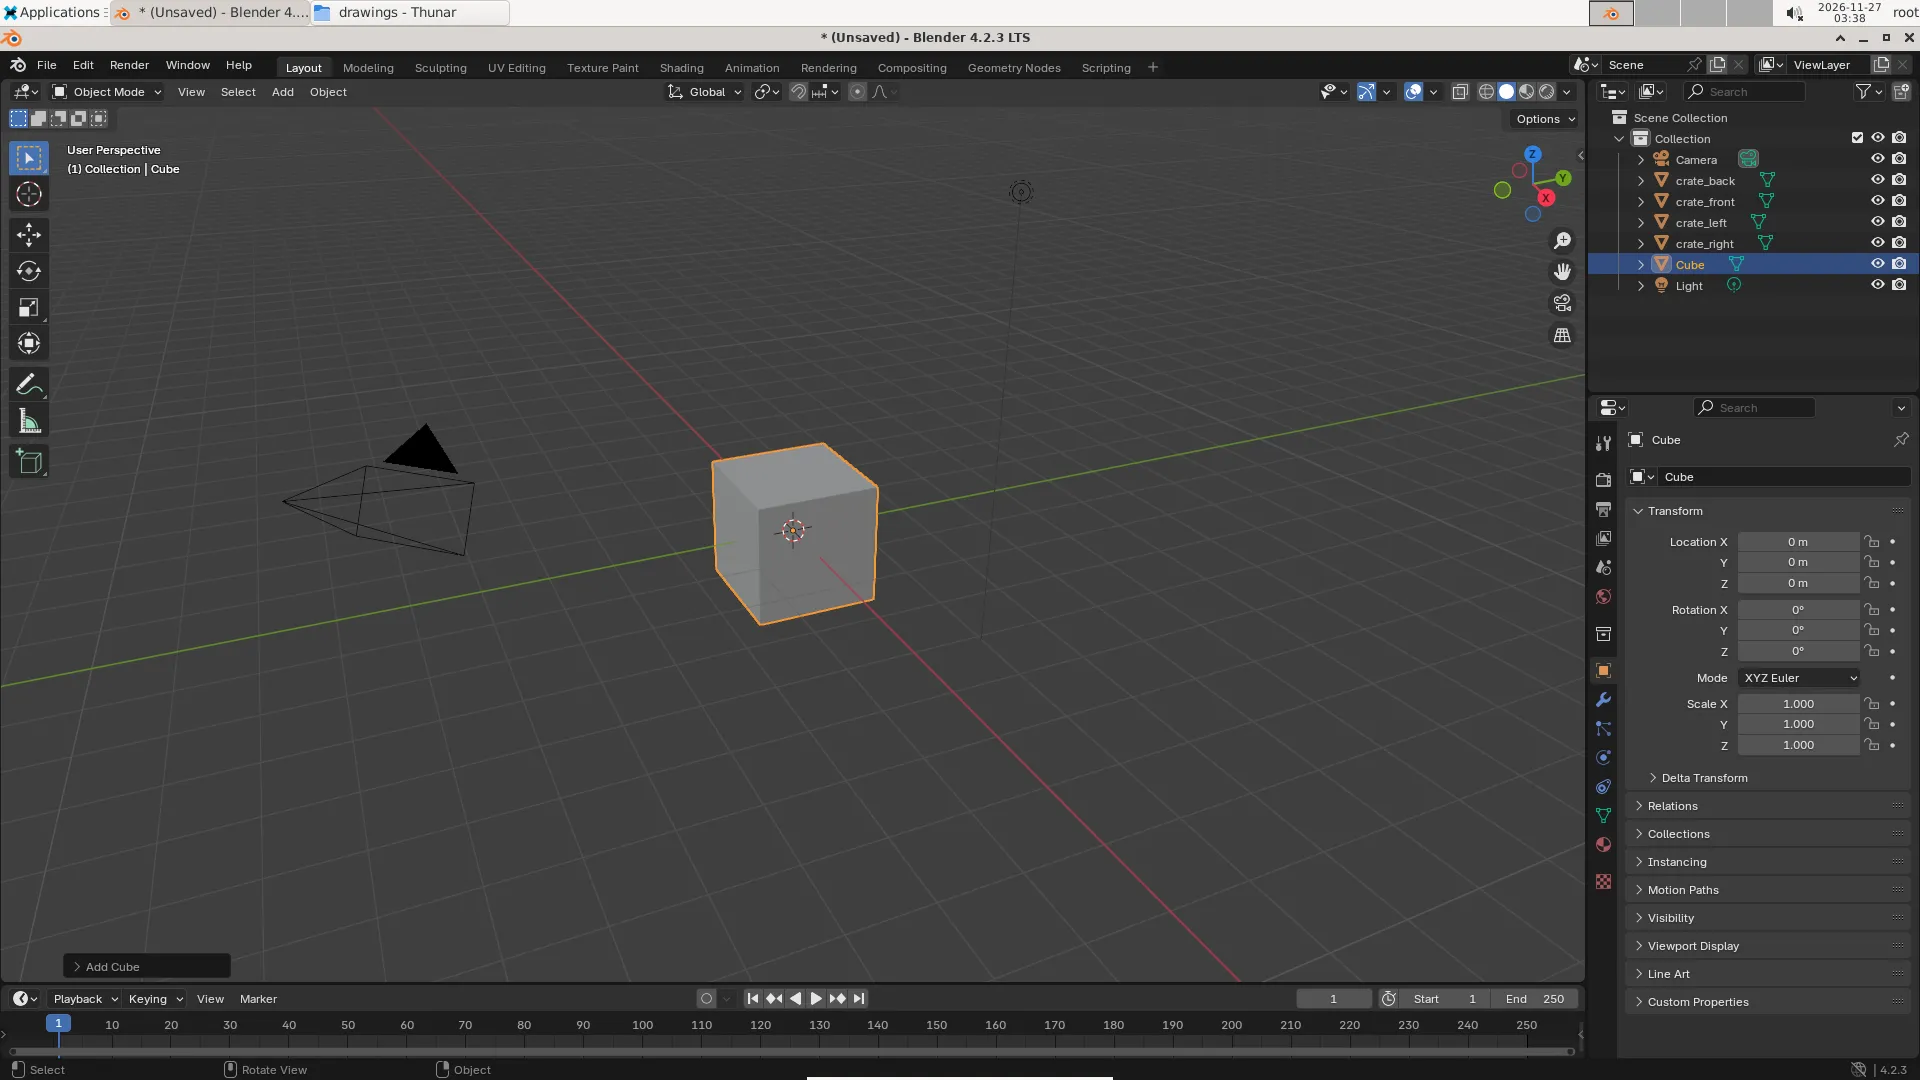 Applications
* (Unsaved) - Blender 4....
drawings - Thunar
2026-11-27
03:38
root
* (Unsaved) - Blender 4.2.3 LTS
File Edit Render Window Help
Layout Modeling Sculpting UV Editing Texture Paint Shading Animation Rendering Compositing Geometry Nodes Scripting
Scene
ViewLayer
Object Mode View Select Add Object
Global
Search
Options
User Perspective
(1) Collection | Cube
Z
Y
X
Scene Collection
Collection
Camera
crate_back
crate_front
crate_left
crate_right
Cube
Light
Search
Cube
Cube
Transform
Location X 0 m
Y 0 m
Z 0 m
Rotation X 0°
Y 0°
Z 0°
Mode XYZ Euler
Scale X 1.000
Y 1.000
Z 1.000
Delta Transform
Relations
Collections
Instancing
Motion Paths
Visibility
Viewport Display
Line Art
Custom Properties
Add Cube
Playback Keying View Marker
1
Start 1
End 250
1 10 20 30 40 50 60 70 80 90 100 110 120 130 140 150 160 170 180 190 200 210 220 230 240 250
Select
Rotate View
Object
4.2.3